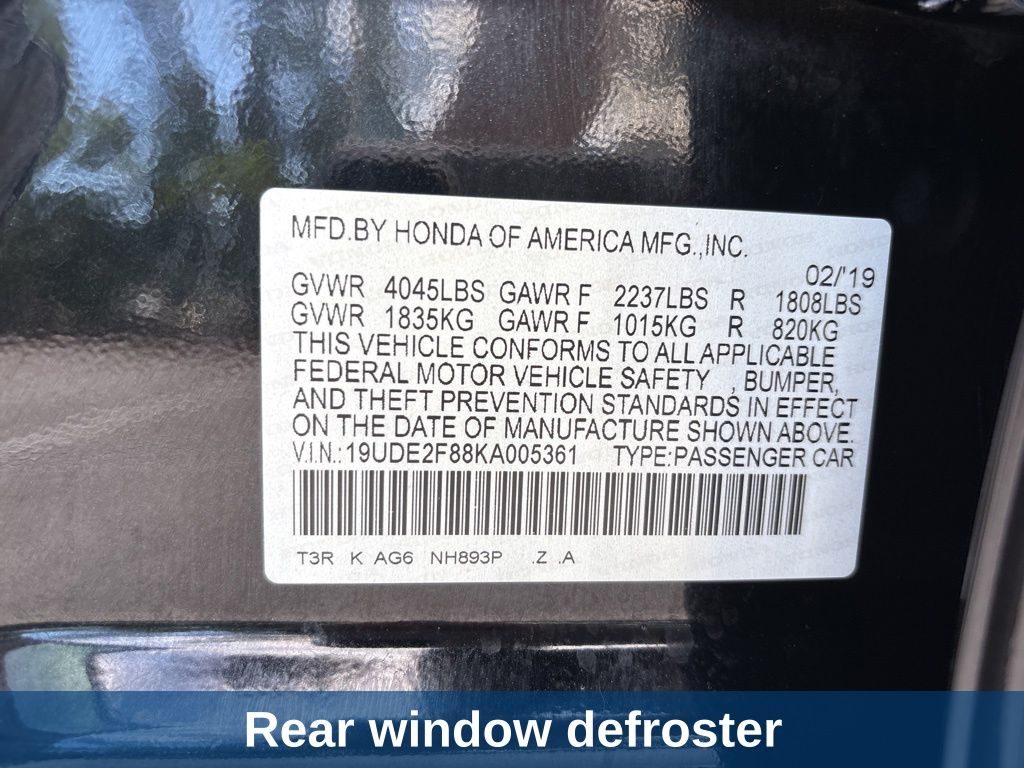 MFD.BY HONDA OF AMERICA MFG.,INC.
02/'19
GVWR 4045LBS GAWR F 2237LBS R 1808LBS
GVWR 1835KG GAWR F 1015KG R 820KG
THIS VEHICLE CONFORMS TO ALL APPLICABLE
FEDERAL MOTOR VEHICLE SAFETY , BUMPER,
AND THEFT PREVENTION STANDARDS IN EFFECT
ON THE DATE OF MANUFACTURE SHOWN ABOVE.
V.I.N.:19UDE2F88KA005361 TYPE:PASSENGER CAR
T3R K AG6 NH893P .Z .A
Rear window defroster